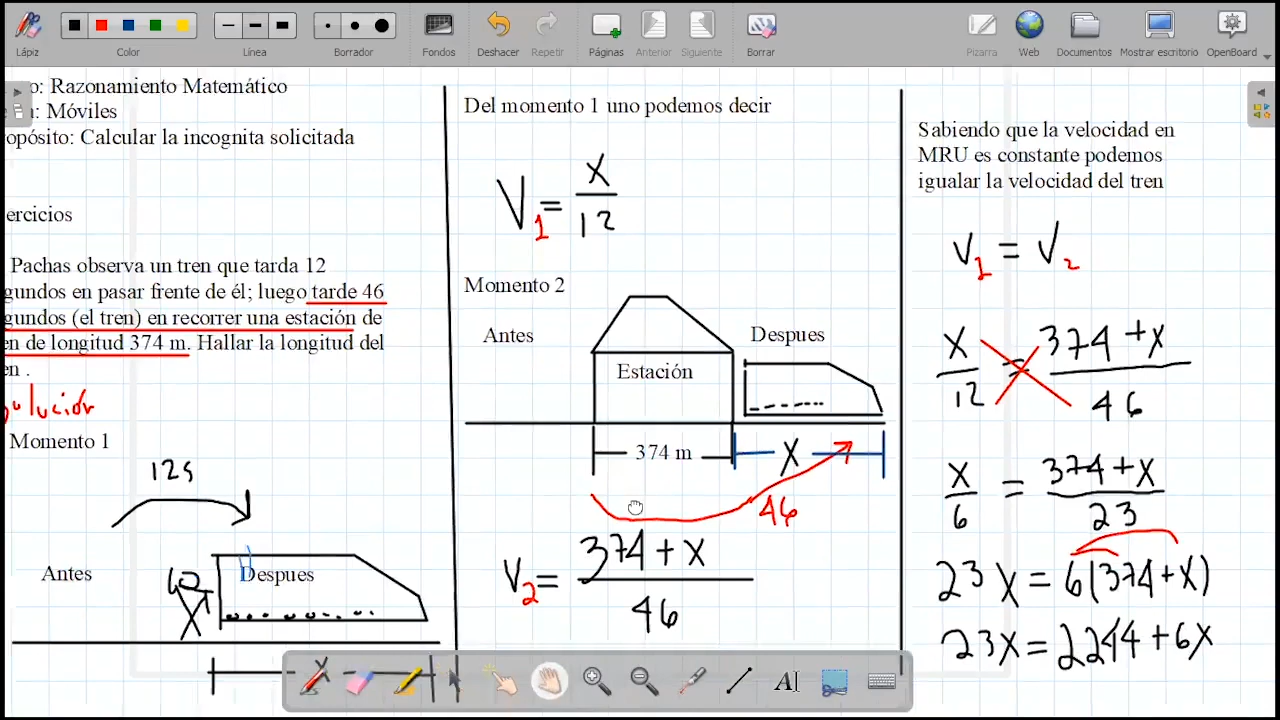 Lápiz
Color
Línea
Borrador
Fondos
Deshacer
Repetir
Páginas
Anterior
Siguiente
Borrar
Pizarra
Web
Documentos
Mostrar escritorio
OpenBoard
o: Razonamiento Matemático
a: Móviles
opósito: Calcular la incognita solicitada
ercicios
Pachas observa un tren que tarda 12
gundos en pasar frente de él; luego tarde 46
gundos (el tren) en recorrer una estación de
en de longitud 374 m. Hallar la longitud del
en .
olución
Momento 1
12s
Antes
Despues
X
X
Del momento 1 uno podemos decir
V1 = X/12
Momento 2
Antes
Despues
Estación
374 m
X
46
V2 = 374 + X / 46
Sabiendo que la velocidad en
MRU es constante podemos
igualar la velocidad del tren
V1 = V2
X/12 = 374 + X / 46
X/6 = 374 + X / 23
23X = 6(374 + X)
23X = 2244 + 6X
A